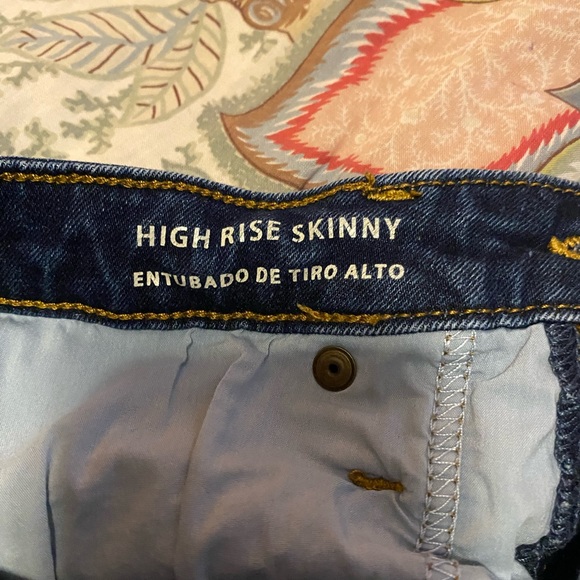 HIGH RISE SKINNY
ENTUBADO DE TIRO ALTO